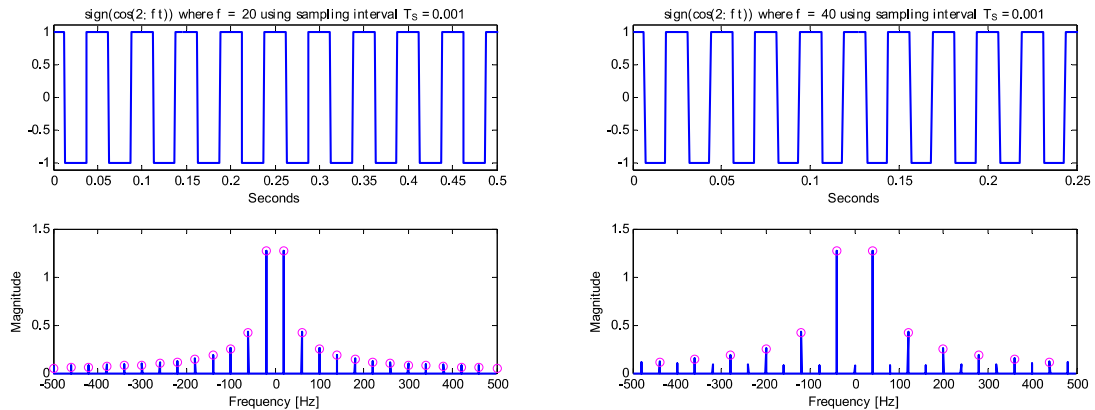 sign(cos(2; f t)) where f = 20 using sampling interval T_S = 0.001
1
0.5
0
-0.5
-1
0 0.05 0.1 0.15 0.2 0.25 0.3 0.35 0.4 0.45 0.5
Seconds
sign(cos(2; f t)) where f = 40 using sampling interval T_S = 0.001
1
0.5
0
-0.5
-1
0 0.05 0.1 0.15 0.2 0.25
Seconds
Magnitude
1.5
1
0.5
0
-500 -400 -300 -200 -100 0 100 200 300 400 500
Frequency [Hz]
Magnitude
1.5
1
0.5
0
-500 -400 -300 -200 -100 0 100 200 300 400 500
Frequency [Hz]